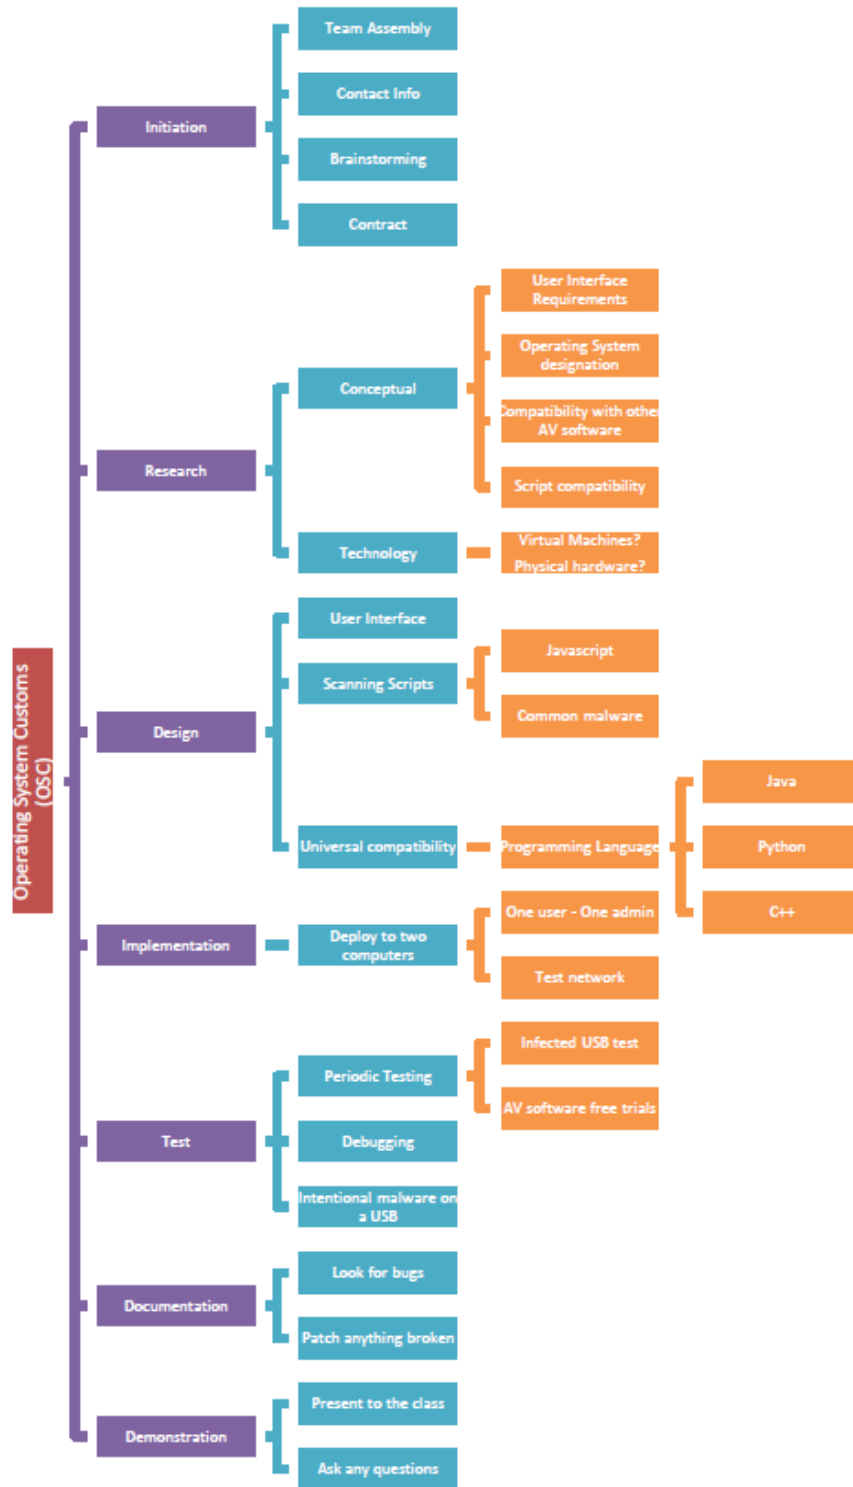 Operating System Customs
(OSC)
Initiation
Team Assembly
Contact Info
Brainstorming
Contract
Research
Conceptual
User Interface
Requirements
Operating System
designation
Compatibility with other
AV software
Script compatibility
Technology
Virtual Machines?
Physical hardware?
Design
User Interface
Scanning Scripts
Javascript
Common malware
Universal compatibility
Programming Language
Java
Python
C++
Implementation
Deploy to two
computers
One user - One admin
Test network
Test
Periodic Testing
Infected USB test
AV software free trials
Debugging
Intentional malware on
a USB
Documentation
Look for bugs
Patch anything broken
Demonstration
Present to the class
Ask any questions